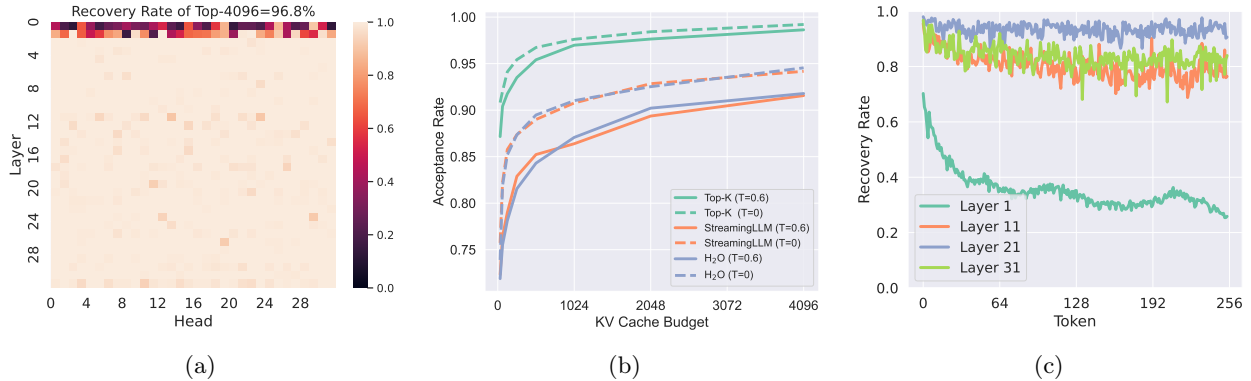 Recovery Rate of Top-4096=96.8%
0
4
8
12
16
20
24
28
Layer
0 4 8 12 16 20 24 28
Head
1.0
0.8
0.6
0.4
0.2
0.0
(a)
1.00
0.95
0.90
0.85
0.80
0.75
Acceptance Rate
0 1024 2048 3072 4096
KV Cache Budget
Top-K (T=0.6)
Top-K (T=0)
StreamingLLM (T=0.6)
StreamingLLM (T=0)
H₂O (T=0.6)
H₂O (T=0)
(b)
1.0
0.8
0.6
0.4
0.2
0.0
Recovery Rate
0 64 128 192 256
Token
Layer 1
Layer 11
Layer 21
Layer 31
(c)